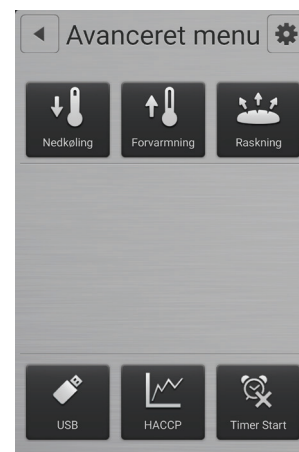 Avanceret menu
Nedkøling Forvarmning Raskning
USB HACCP Timer Start